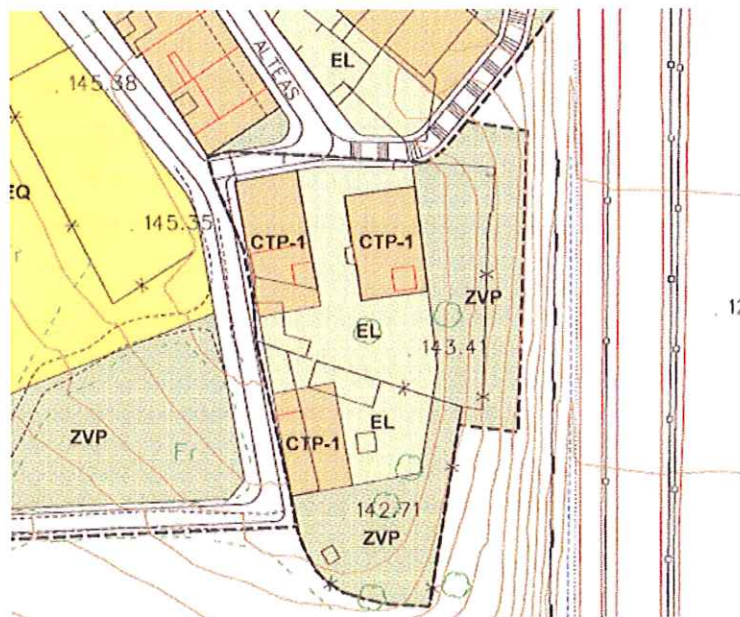 EL
ALTEAS
145.38
EQ
145.35
CTP-1
CTP-1
ZVP
EL
143.41
ZVP
Fr
EL
CTP-1
142.71
ZVP